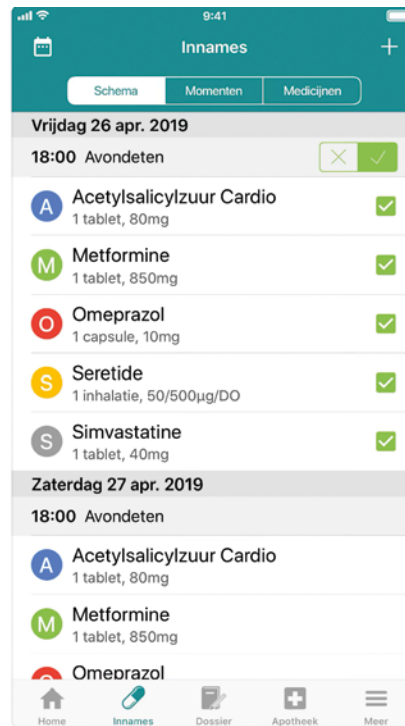 9:41
Innames
Schema Momenten Medicijnen
Vrijdag 26 apr. 2019
18:00 Avondeten
A Acetylsalicylzuur Cardio
1 tablet, 80mg
M Metformine
1 tablet, 850mg
O Omeprazol
1 capsule, 10mg
S Seretide
1 inhalatie, 50/500µg/DO
S Simvastatine
1 tablet, 40mg
Zaterdag 27 apr. 2019
18:00 Avondeten
A Acetylsalicylzuur Cardio
1 tablet, 80mg
M Metformine
1 tablet, 850mg
O Omeprazol
Home Innames Dossier Apotheek Meer